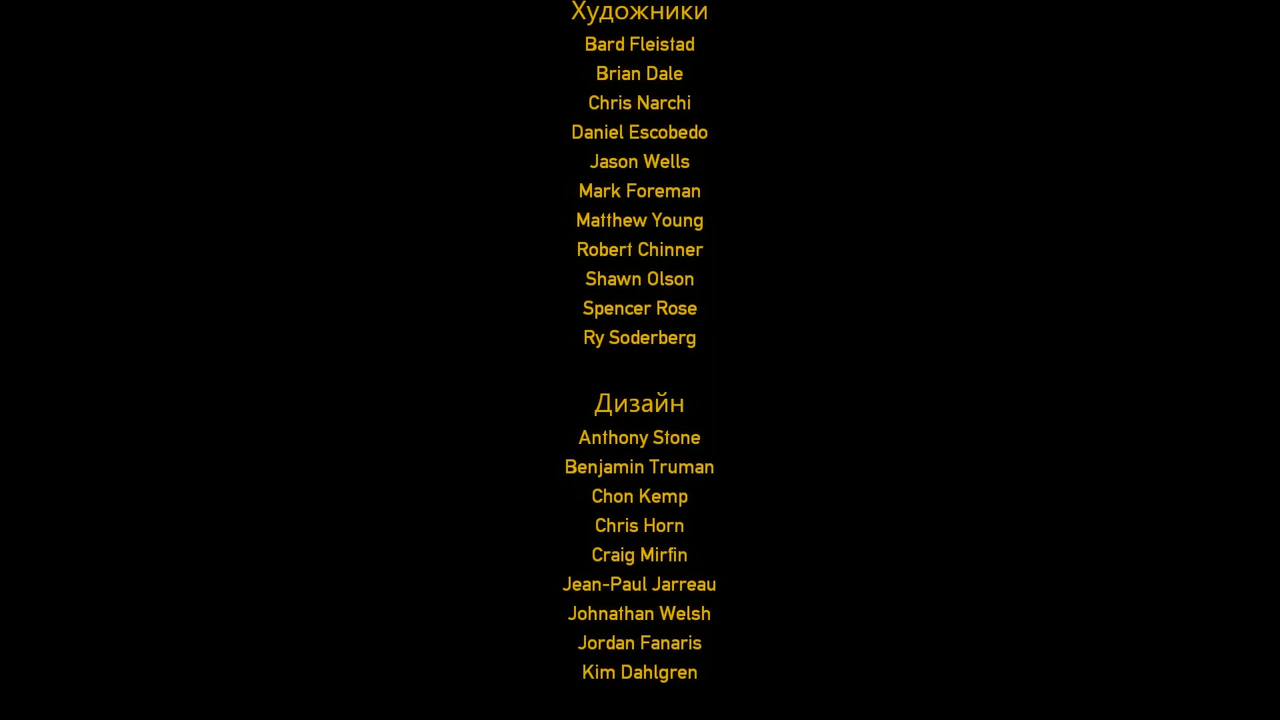 Художники
Bard Fleistad
Brian Dale
Chris Narchi
Daniel Escobedo
Jason Wells
Mark Foreman
Matthew Young
Robert Chinner
Shawn Olson
Spencer Rose
Ry Soderberg
Дизайн
Anthony Stone
Benjamin Truman
Chon Kemp
Chris Horn
Craig Mirfin
Jean-Paul Jarreau
Johnathan Welsh
Jordan Fanaris
Kim Dahlgren